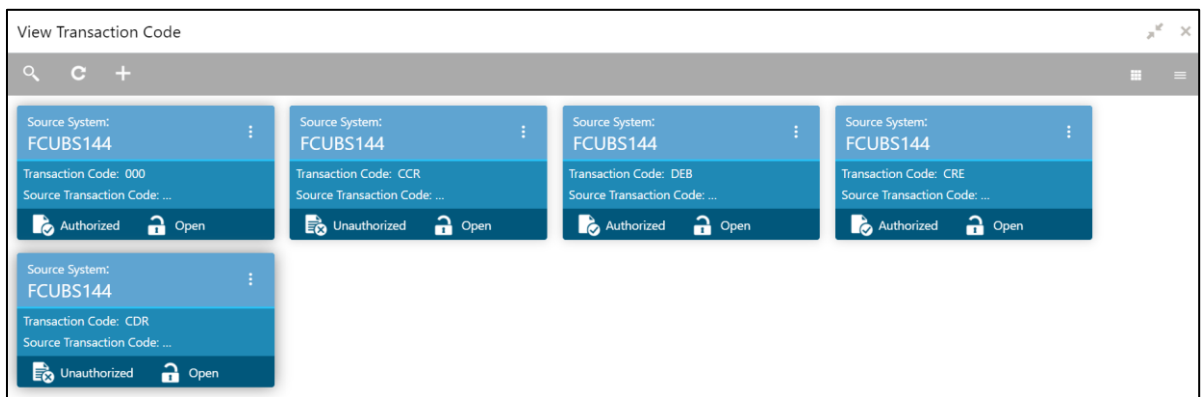 View Transaction Code
Source System:
FCUBS144
Transaction Code: 000
Source Transaction Code: ...
Authorized Open
Source System:
FCUBS144
Transaction Code: CCR
Source Transaction Code: ...
Unauthorized Open
Source System:
FCUBS144
Transaction Code: DEB
Source Transaction Code: ...
Authorized Open
Source System:
FCUBS144
Transaction Code: CRE
Source Transaction Code: ...
Authorized Open
Source System:
FCUBS144
Transaction Code: CDR
Source Transaction Code: ...
Unauthorized Open